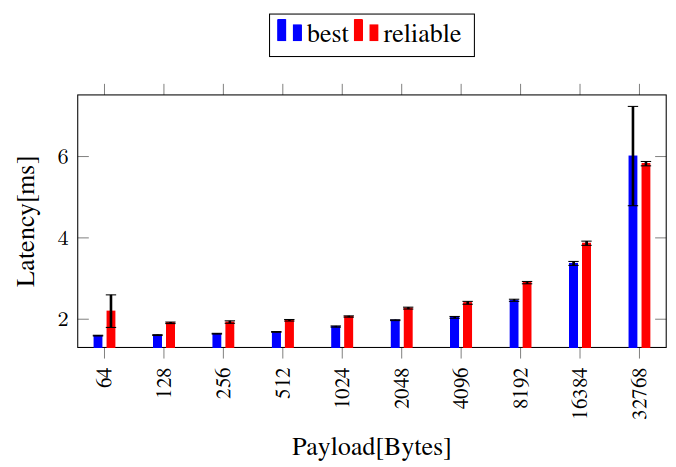 best reliable
Latency[ms]
6
4
2
64 128 256 512 1024 2048 4096 8192 16384 32768
Payload[Bytes]